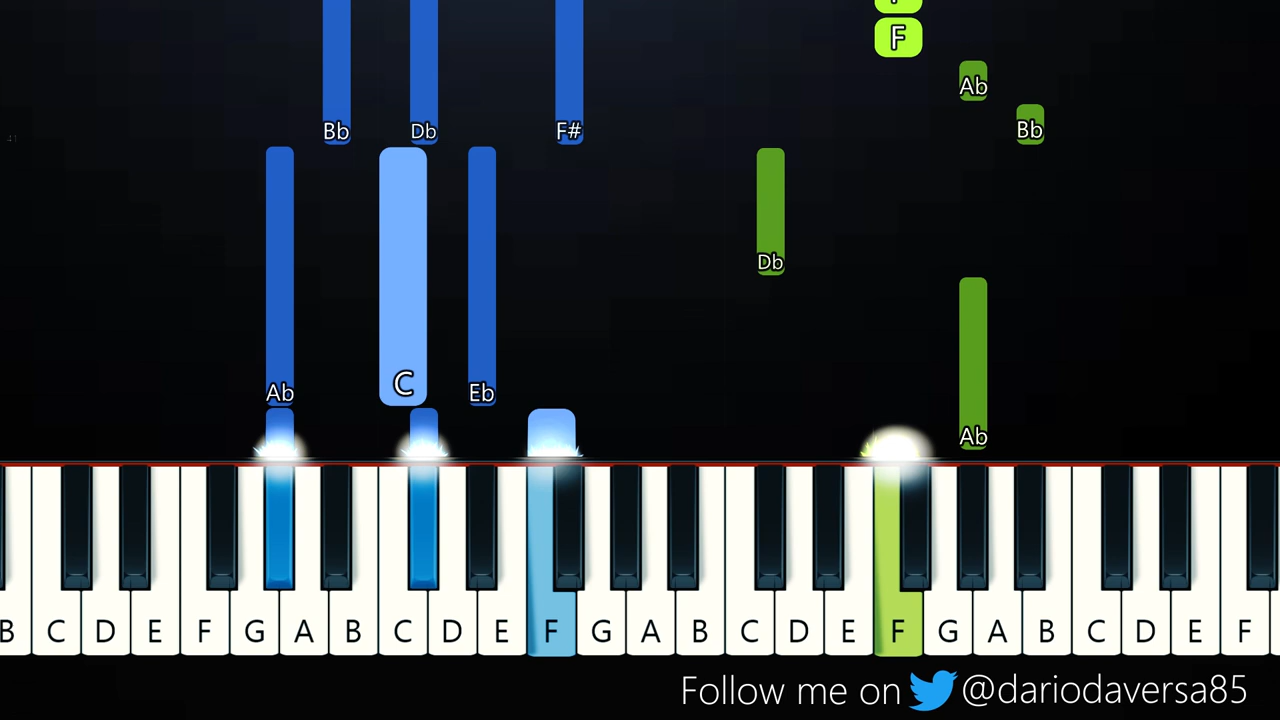 F
Ab
Bb Db F# Bb
Db
Ab C Eb
Ab
B C D E F G A B C D E F G A B C D E F G A B C D E F
Follow me on @dariodaversa85